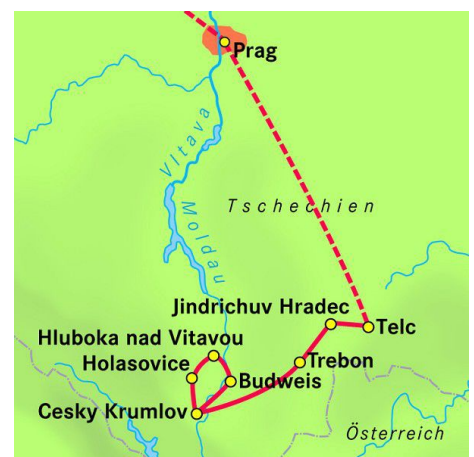 Prag
Vltava
Moldau
Tschechien
Jindrichuv Hradec
Telc
Hluboka nad Vitavou
Holasovice
Trebon
Budweis
Cesky Krumlov
Österreich